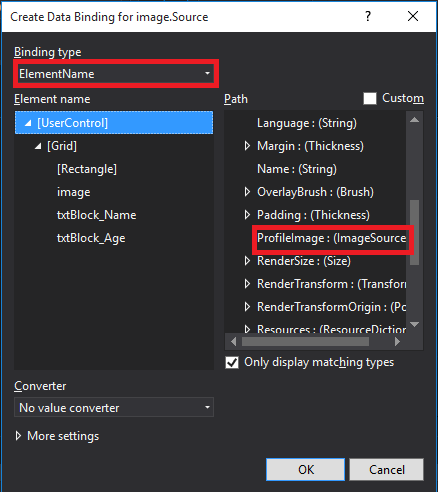 Create Data Binding for image.Source
Binding type
ElementName
Element name
[UserControl]
[Grid]
[Rectangle]
image
txtBlock_Name
txtBlock_Age
Path
Custom
Language : (String)
Margin : (Thickness)
Name : (String)
OverlayBrush : (Brush)
Padding : (Thickness)
ProfileImage : (ImageSource
RenderSize : (Size)
RenderTransform : (Transform
RenderTransformOrigin : (Po
Resources : (ResourceDiction
Only display matching types
Converter
No value converter
More settings
OK
Cancel